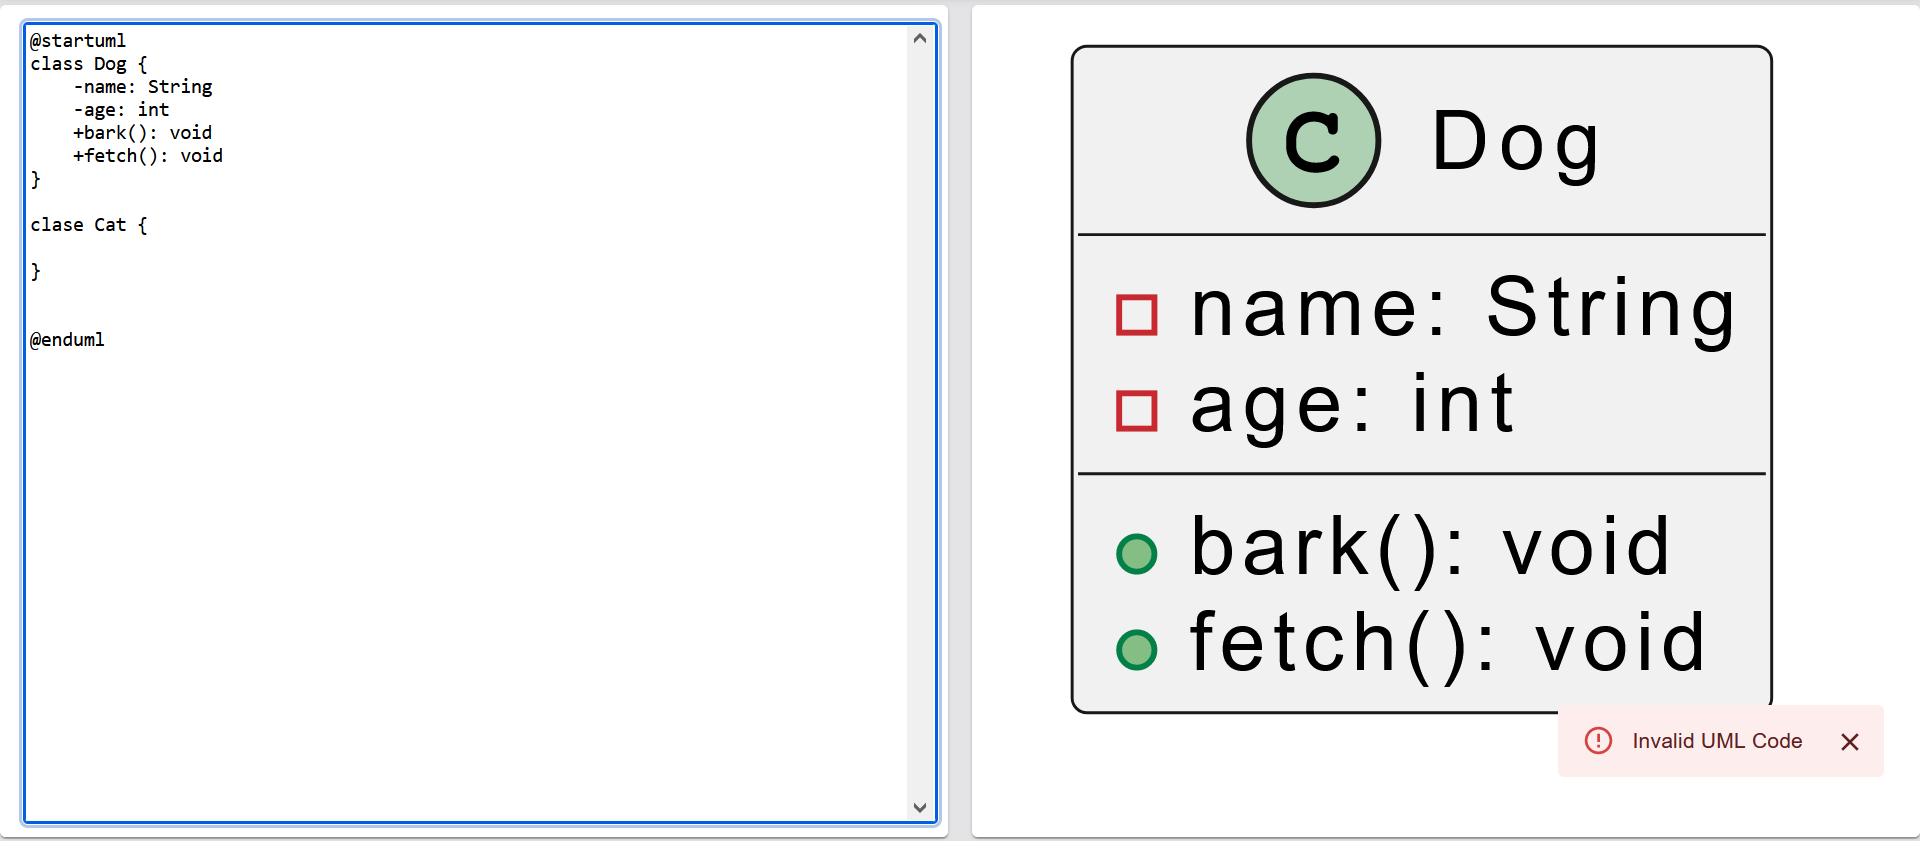 @startuml
class Dog {
    -name: String
    -age: int
    +bark(): void
    +fetch(): void
}
clase Cat {
}
@enduml
C Dog
name: String
age: int
bark(): void
fetch(): void
Invalid UML Code